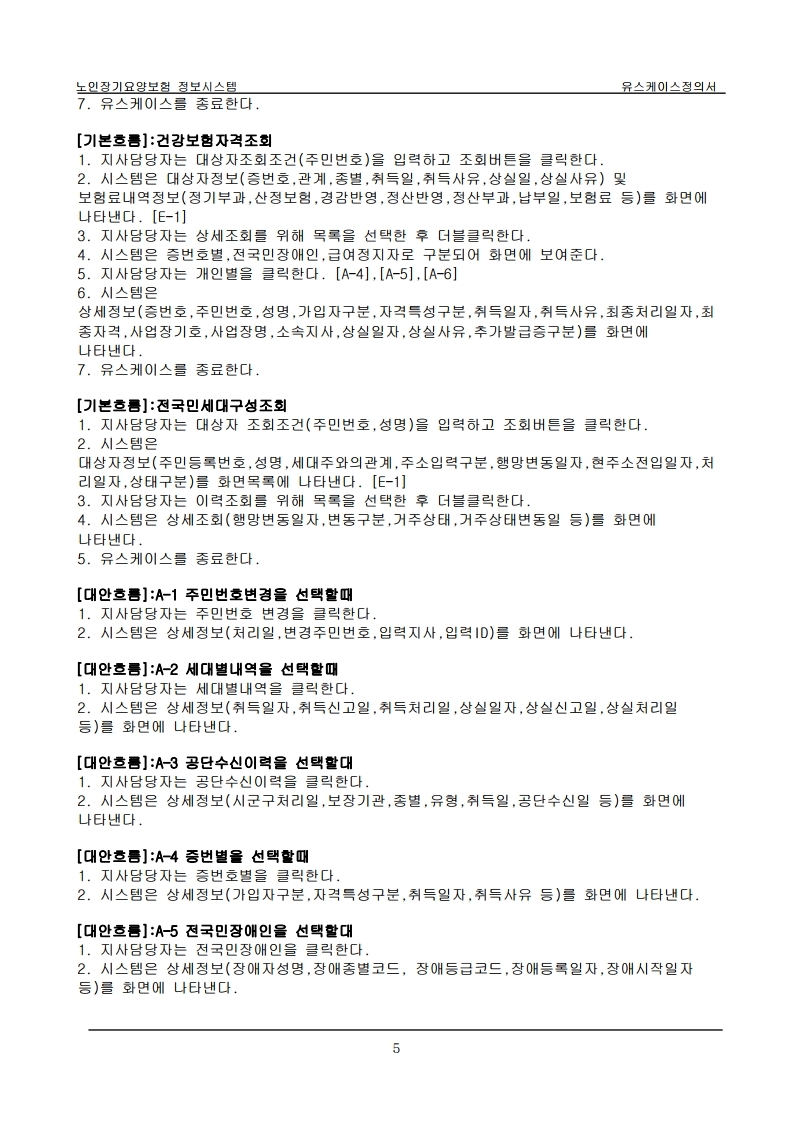 노인장기요양보험 정보시스템 유스케이스정의서
7. 유스케이스를 종료한다.
[기본흐름]:건강보험자격조회
1. 지사담당자는 대상자조회조건(주민번호)을 입력하고 조회버튼을 클릭한다.
2. 시스템은 대상자정보(증번호,관계,종별,취득일,취득사유,상실일,상실사유) 및
보험료내역정보(정기부과,산정보험,경감반영,정산반영,정산부과,납부일,보험료 등)를 화면에
나타낸다. [E-1]
3. 지사담당자는 상세조회를 위해 목록을 선택한 후 더블클릭한다.
4. 시스템은 증번호별,전국민장애인,급여정지자로 구분되어 화면에 보여준다.
5. 지사담당자는 개인별을 클릭한다. [A-4],[A-5],[A-6]
6. 시스템은
상세정보(증번호,주민번호,성명,가입자구분,자격특성구분,취득일자,취득사유,최종처리일자,최
종자격,사업장기호,사업장명,소속지사,상실일자,상실사유,추가발급증구분)를 화면에
나타낸다.
7. 유스케이스를 종료한다.
[기본흐름]:전국민세대구성조회
1. 지사담당자는 대상자 조회조건(주민번호,성명)을 입력하고 조회버튼을 클릭한다.
2. 시스템은
대상자정보(주민등록번호,성명,세대주와의관계,주소입력구분,행망변동일자,현주소전입일자,처
리일자,상태구분)를 화면목록에 나타낸다. [E-1]
3. 지사담당자는 이력조회를 위해 목록을 선택한 후 더블클릭한다.
4. 시스템은 상세조회(행망변동일자,변동구분,거주상태,거주상태변동일 등)를 화면에
나타낸다.
5. 유스케이스를 종료한다.
[대안흐름]:A-1 주민번호변경을 선택할때
1. 지사담당자는 주민번호 변경을 클릭한다.
2. 시스템은 상세정보(처리일,변경주민번호,입력지사,입력ID)를 화면에 나타낸다.
[대안흐름]:A-2 세대별내역을 선택할때
1. 지사담당자는 세대별내역을 클릭한다.
2. 시스템은 상세정보(취득일자,취득신고일,취득처리일,상실일자,상실신고일,상실처리일
등)를 화면에 나타낸다.
[대안흐름]:A-3 공단수신이력을 선택할대
1. 지사담당자는 공단수신이력을 클릭한다.
2. 시스템은 상세정보(시군구처리일,보장기관,종별,유형,취득일,공단수신일 등)를 화면에
나타낸다.
[대안흐름]:A-4 증번별을 선택할때
1. 지사담당자는 증번호별을 클릭한다.
2. 시스템은 상세정보(가입자구분,자격특성구분,취득일자,취득사유 등)를 화면에 나타낸다.
[대안흐름]:A-5 전국민장애인을 선택할대
1. 지사담당자는 전국민장애인을 클릭한다.
2. 시스템은 상세정보(장애자성명,장애종별코드, 장애등급코드,장애등록일자,장애시작일자
등)를 화면에 나타낸다.
5